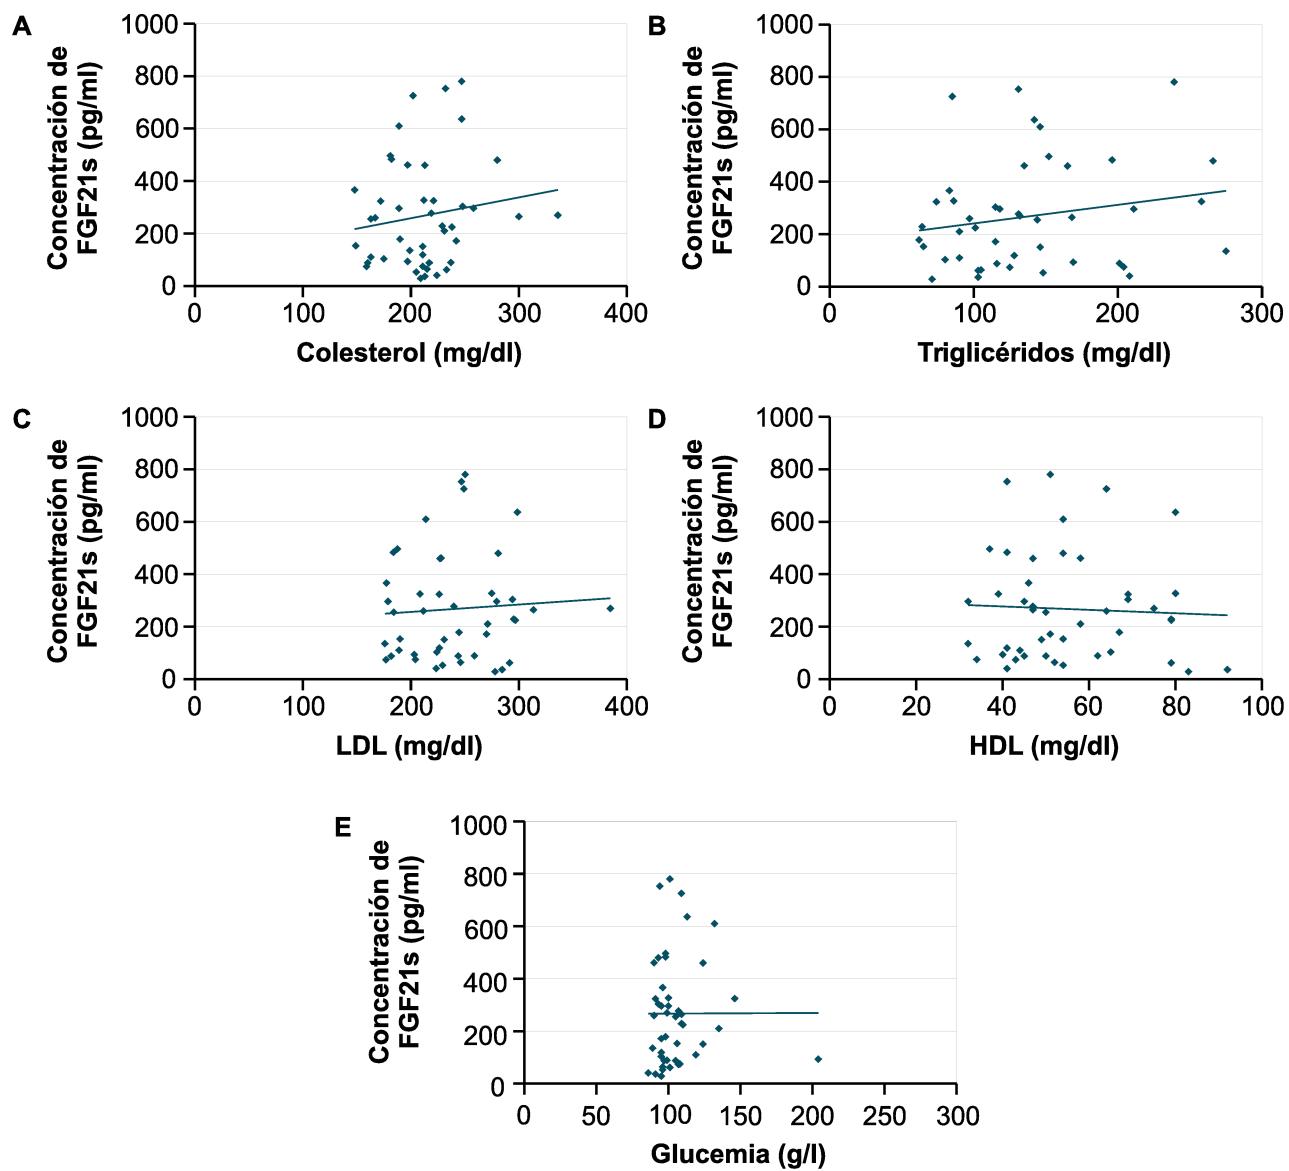 A
Concentración de
FGF21s (pg/ml)
1000
800
600
400
200
0
0 100 200 300 400
Colesterol (mg/dl)
B
Concentración de
FGF21s (pg/ml)
1000
800
600
400
200
0
0 100 200 300
Triglicéridos (mg/dl)
C
Concentración de
FGF21s (pg/ml)
1000
800
600
400
200
0
0 100 200 300 400
LDL (mg/dl)
D
Concentración de
FGF21s (pg/ml)
1000
800
600
400
200
0
0 20 40 60 80 100
HDL (mg/dl)
E
Concentración de
FGF21s (pg/ml)
1000
800
600
400
200
0
0 50 100 150 200 250 300
Glucemia (g/l)